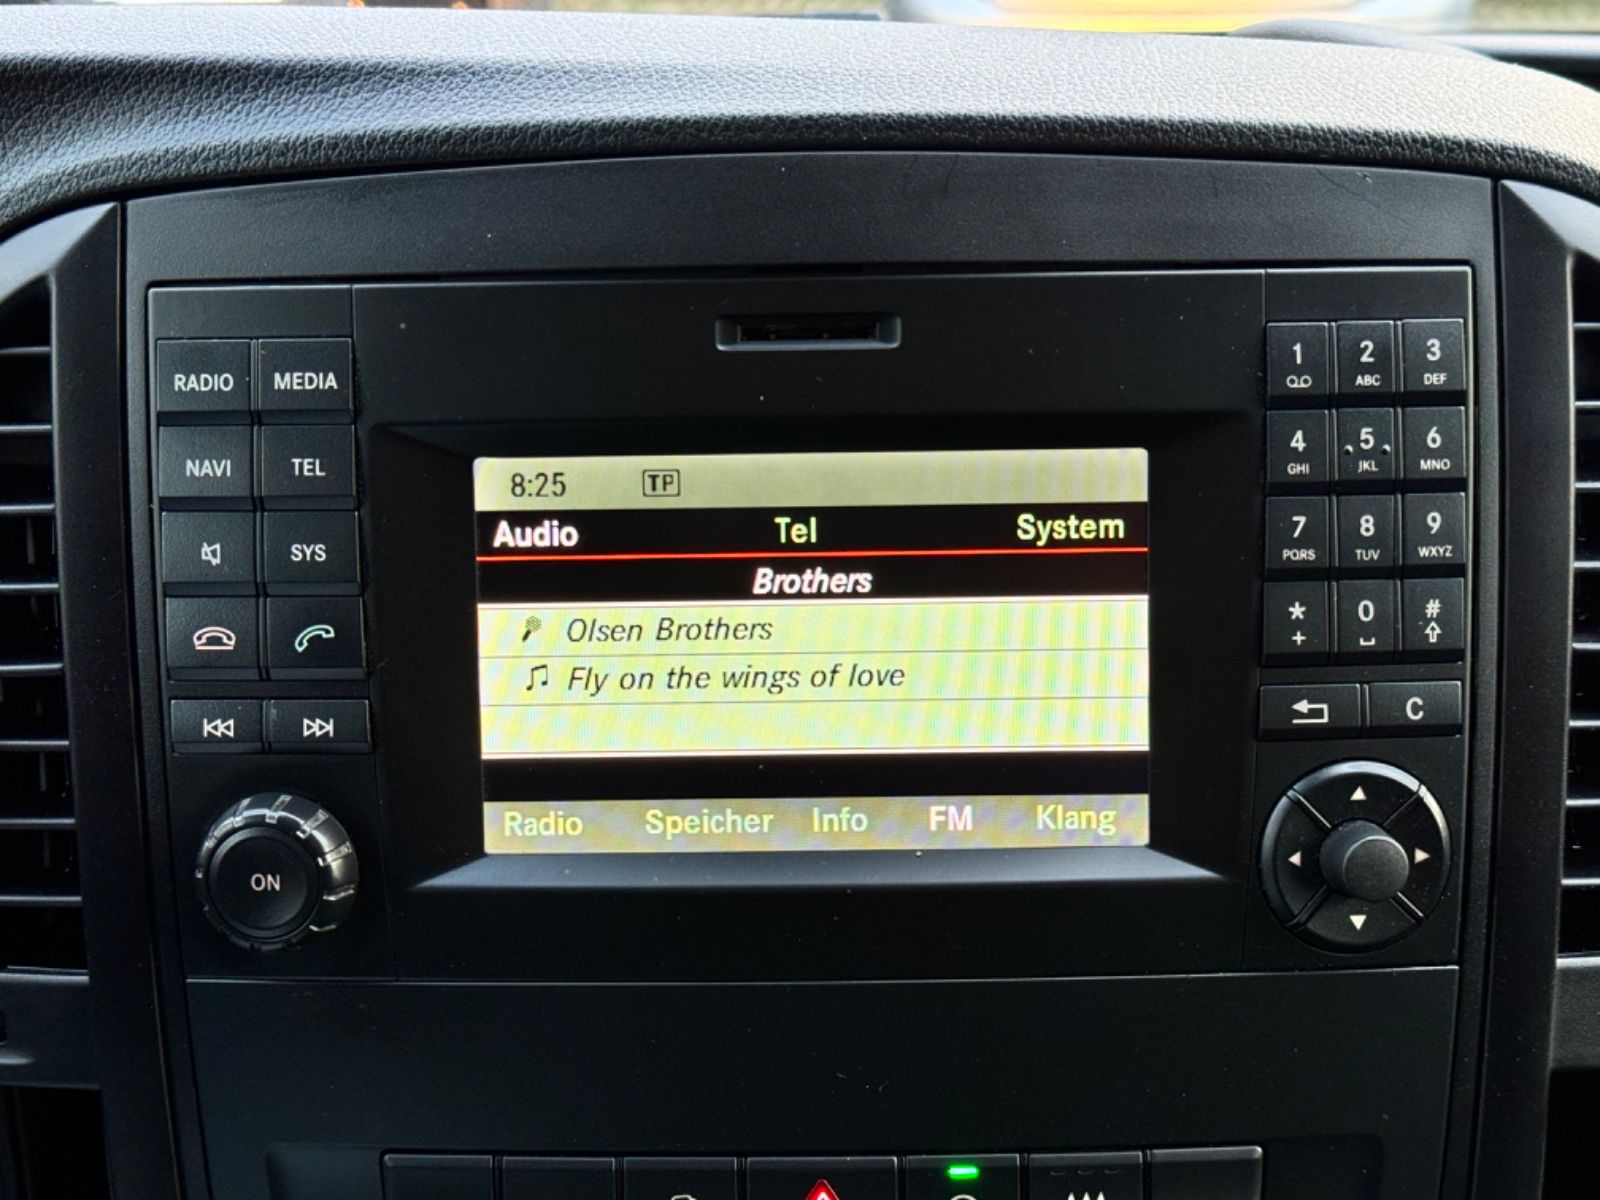 RADIO MEDIA
NAVI TEL
SYS
ON
8:25 TP
Audio Tel System
Brothers
Olsen Brothers
Fly on the wings of love
Radio Speicher Info FM Klang
1 2 3
ABC DEF
4 5 6
GHI JKL MNO
7 8 9
PQRS TUV WXYZ
* 0 #
+
C